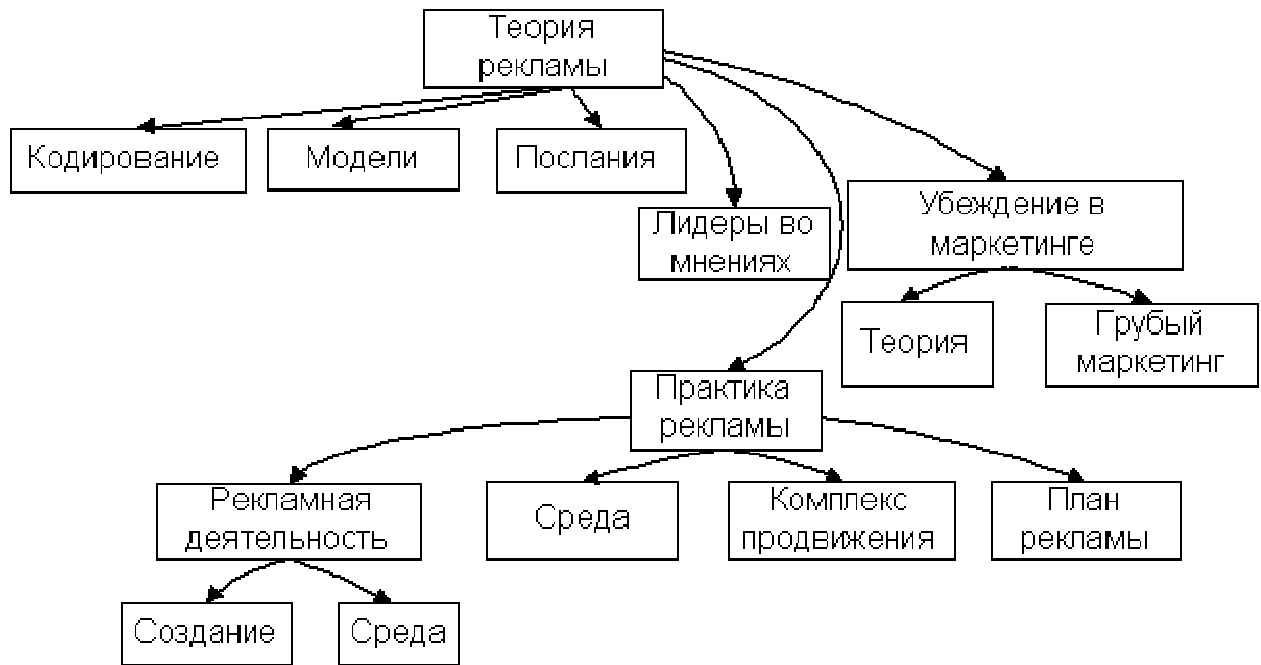 Теория
рекламы
Кодирование
Модели
Послания
Лидеры во
мнениях
Убеждение в
маркетинге
Теория
Грубый
маркетинг
Практика
рекламы
Рекламная
деятельность
Среда
Комплекс
продвижения
План
рекламы
Создание
Среда